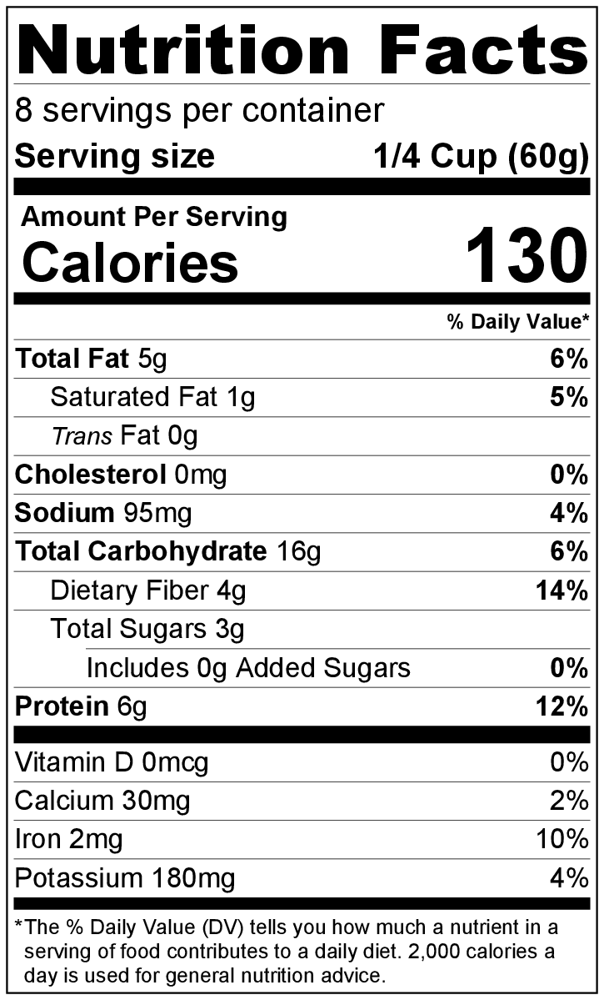 Nutrition Facts
8 servings per container
Serving size 1/4 Cup (60g)
Amount Per Serving
Calories 130
% Daily Value*
Total Fat 5g 6%
Saturated Fat 1g 5%
Trans Fat 0g
Cholesterol 0mg 0%
Sodium 95mg 4%
Total Carbohydrate 16g 6%
Dietary Fiber 4g 14%
Total Sugars 3g
Includes 0g Added Sugars 0%
Protein 6g 12%
Vitamin D 0mcg 0%
Calcium 30mg 2%
Iron 2mg 10%
Potassium 180mg 4%
*The % Daily Value (DV) tells you how much a nutrient in a
serving of food contributes to a daily diet. 2,000 calories a
day is used for general nutrition advice.